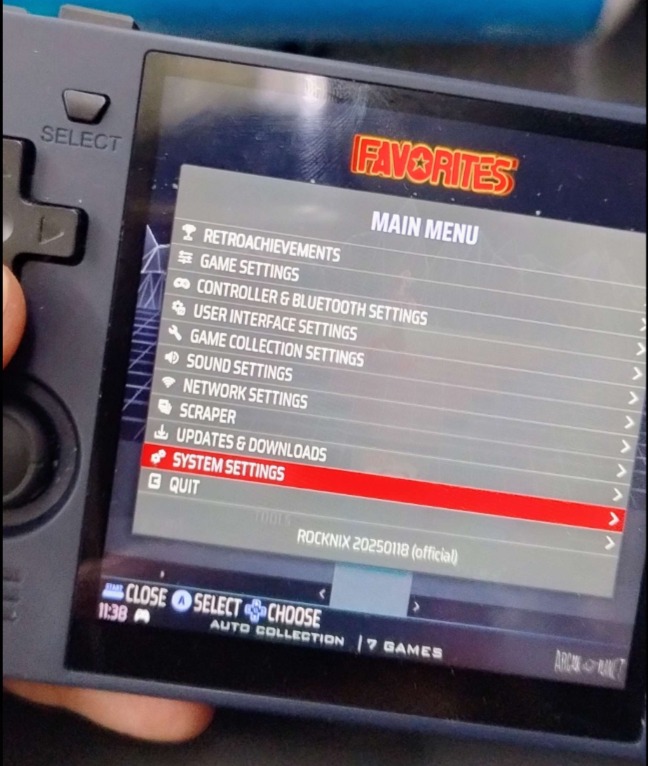 SELECT
FAVORITES
MAIN MENU
RETROACHIEVEMENTS
GAME SETTINGS
CONTROLLER & BLUETOOTH SETTINGS
USER INTERFACE SETTINGS
GAME COLLECTION SETTINGS
SOUND SETTINGS
NETWORK SETTINGS
SCRAPER
UPDATES & DOWNLOADS
SYSTEM SETTINGS
QUIT
TOOLS
ROCKNIX 20250118 (official)
START CLOSE A SELECT CHOOSE
11:38
AUTO COLLECTION | 7 GAMES